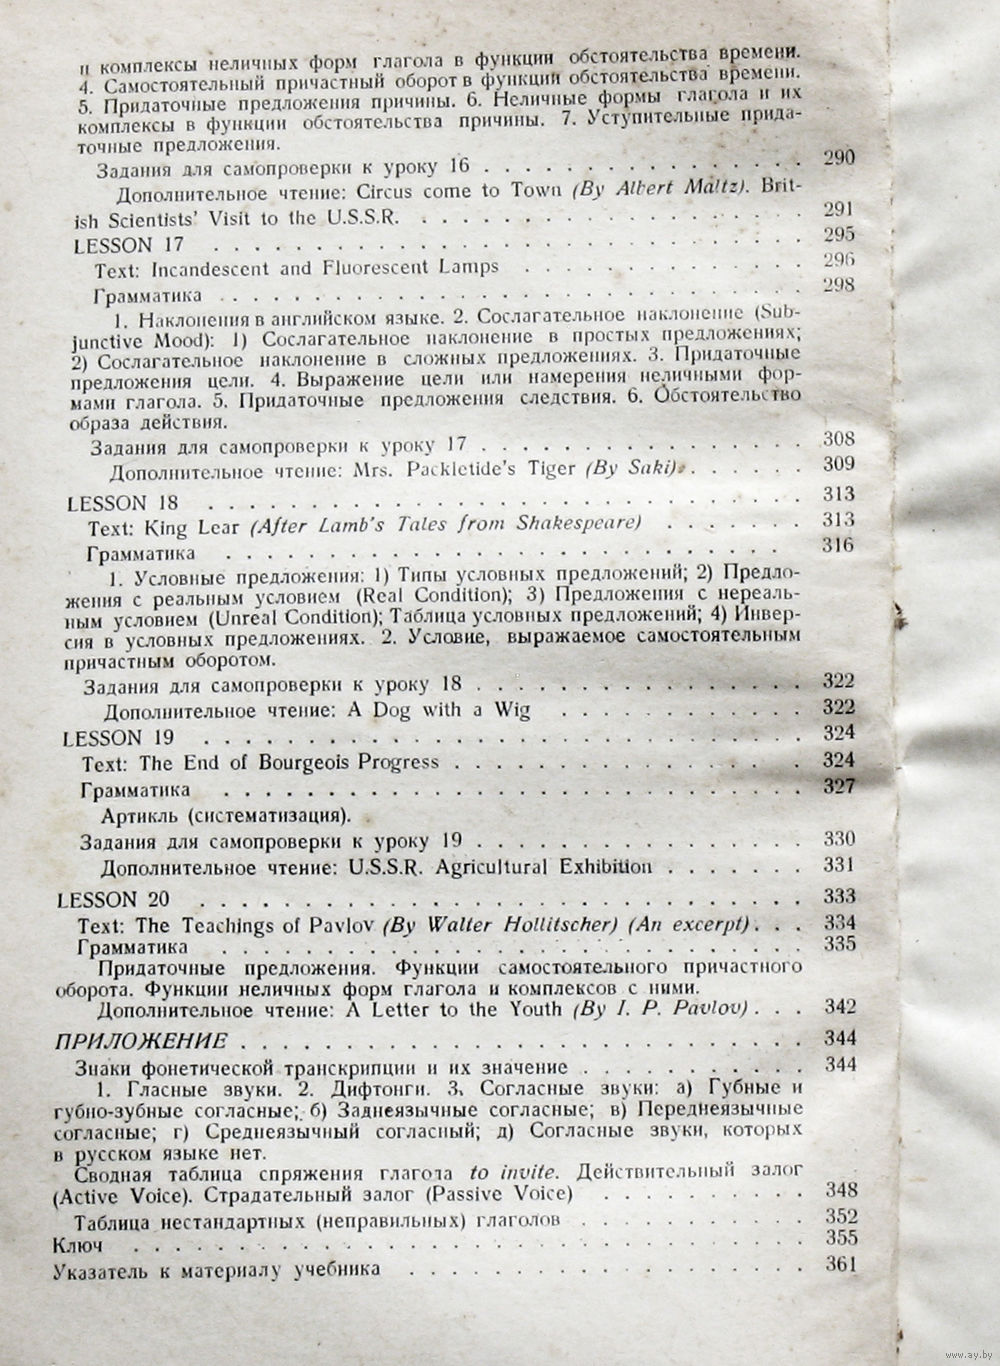 и комплексы неличных форм глагола в функции обстоятельства времени.
4. Самостоятельный причастный оборот в функции обстоятельства времени.
5. Придаточные предложения причины. 6. Неличные формы глагола и их
комплексы в функции обстоятельства причины. 7. Уступительные прида-
точные предложения.
Задания для самопроверки к уроку 16 . . . . . . . . . . . . . . . . 290
Дополнительное чтение: Circus come to Town (By Albert Maltz). Brit-
ish Scientists' Visit to the U.S.S.R. . . . . . . . . . . . . . . . . . 291
LESSON 17 . . . . . . . . . . . . . . . . . . . . . . . . . . . . 295
Text: Incandescent and Fluorescent Lamps . . . . . . . . . . . . . 296
Грамматика . . . . . . . . . . . . . . . . . . . . . . . . . . . 298
1. Наклонения в английском языке. 2. Сослагательное наклонение (Sub-
junctive Mood): 1) Сослагательное наклонение в простых предложениях;
2) Сослагательное наклонение в сложных предложениях. 3. Придаточные
предложения цели. 4. Выражение цели или намерения неличными фор-
мами глагола. 5. Придаточные предложения следствия. 6. Обстоятельство
образа действия.
Задания для самопроверки к уроку 17 . . . . . . . . . . . . . . . . 308
Дополнительное чтение: Mrs. Packletide's Tiger (By Saki). . . . . . . 309
LESSON 18 . . . . . . . . . . . . . . . . . . . . . . . . . . . . 313
Text: King Lear (After Lamb's Tales from Shakespeare) . . . . . . . 313
Грамматика . . . . . . . . . . . . . . . . . . . . . . . . . . . 316
1. Условные предложения: 1) Типы условных предложений; 2) Предло-
жения с реальным условием (Real Condition); 3) Предложения с нереаль-
ным условием (Unreal Condition); Таблица условных предложений; 4) Инвер-
сия в условных предложениях. 2. Условие, выражаемое самостоятельным
причастным оборотом.
Задания для самопроверки к уроку 18 . . . . . . . . . . . . . . . . 322
Дополнительное чтение: A Dog with a Wig . . . . . . . . . . . . 322
LESSON 19 . . . . . . . . . . . . . . . . . . . . . . . . . . . . 324
Text: The End of Bourgeois Progress . . . . . . . . . . . . . . . . 324
Грамматика . . . . . . . . . . . . . . . . . . . . . . . . . . . 327
Артикль (систематизация).
Задания для самопроверки к уроку 19 . . . . . . . . . . . . . . . . 330
Дополнительное чтение: U.S.S.R. Agricultural Exhibition . . . . . . . 331
LESSON 20 . . . . . . . . . . . . . . . . . . . . . . . . . . . . 333
Text: The Teachings of Pavlov (By Walter Hollitscher) (An excerpt). . . 334
Грамматика . . . . . . . . . . . . . . . . . . . . . . . . . . . 335
Придаточные предложения. Функции самостоятельного причастного
оборота. Функции неличных форм глагола и комплексов с ними.
Дополнительное чтение: A Letter to the Youth (By I. P. Pavlov) . . . 342
ПРИЛОЖЕНИЕ . . . . . . . . . . . . . . . . . . . . . . . . . . . 344
Знаки фонетической транскрипции и их значение . . . . . . . . . . 344
1. Гласные звуки. 2. Дифтонги. 3. Согласные звуки: а) Губные и
губно-зубные согласные; б) Заднеязычные согласные; в) Переднеязычные
согласные; г) Среднеязычный согласный; д) Согласные звуки, которых
в русском языке нет.
Сводная таблица спряжения глагола to invite. Действительный залог
(Active Voice). Страдательный залог (Passive Voice) . . . . . . . . . . 348
Таблица нестандартных (неправильных) глаголов . . . . . . . . . . 352
Ключ . . . . . . . . . . . . . . . . . . . . . . . . . . . . . . 355
Указатель к материалу учебника . . . . . . . . . . . . . . . . . . 361
www.ay.by